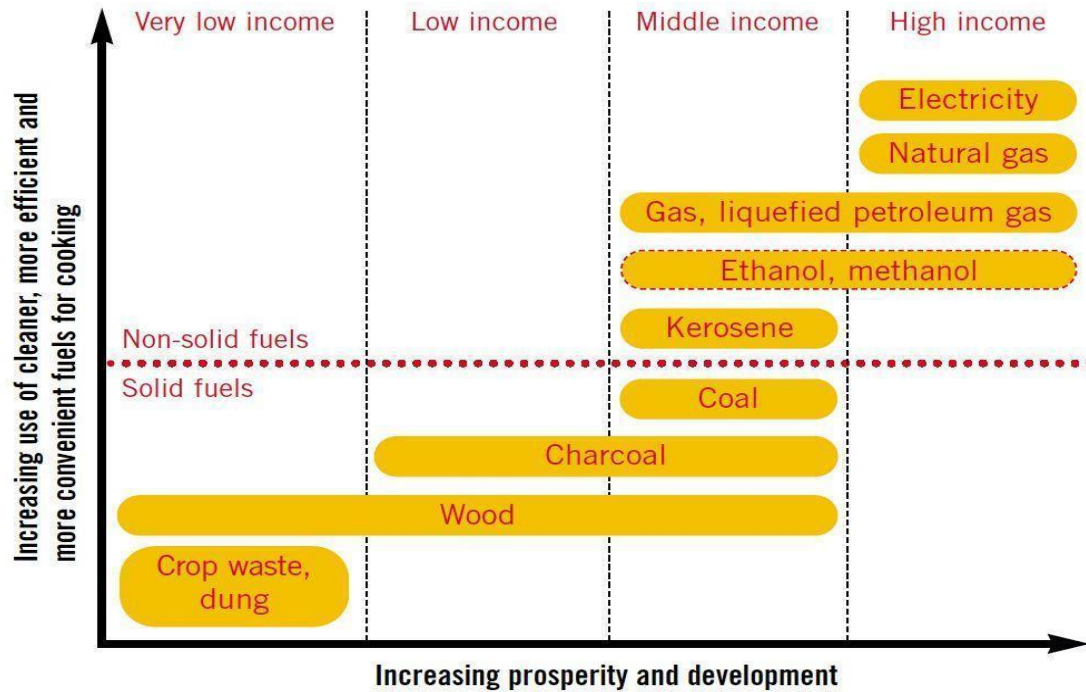 Very low income
Low income
Middle income
High income
Increasing use of cleaner, more efficient and
more convenient fuels for cooking
Electricity
Natural gas
Gas, liquefied petroleum gas
Ethanol, methanol
Kerosene
Non-solid fuels
Solid fuels
Coal
Charcoal
Wood
Crop waste,
dung
Increasing prosperity and development